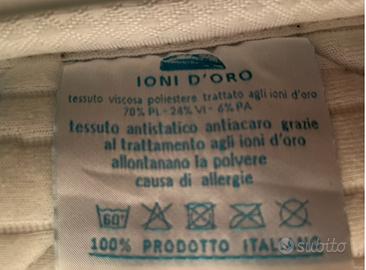 IONI D'ORO
tessuto viscosa poliestere trattato agli ioni d'oro
70% PL - 24% VI - 6% PA
tessuto antistatico antiacaro grazie
al trattamento agli ioni d'oro
allontanano la polvere
causa di allergie
60°
100% PRODOTTO ITALIANO
subito